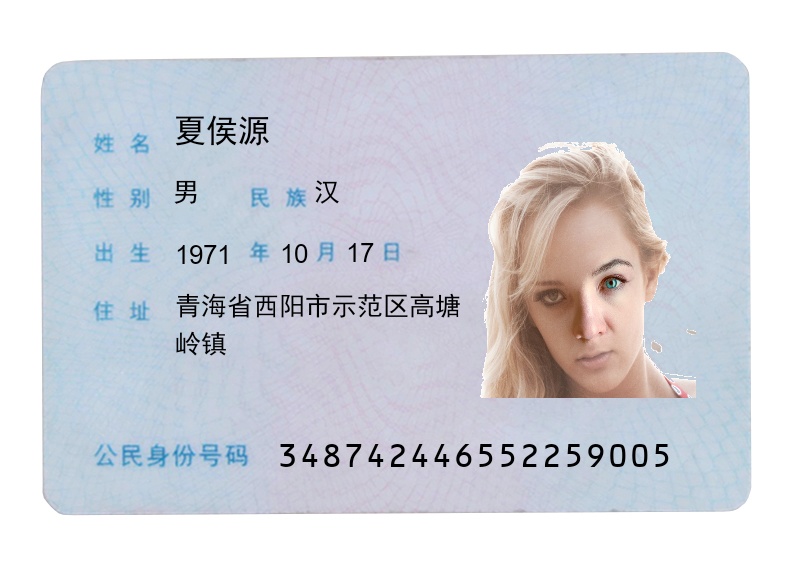 姓名 夏侯源
性别 男 民族 汉
出生 1971 年 10 月 17 日
住址 青海省西阳市示范区高塘
岭镇
公民身份号码 348742446552259005